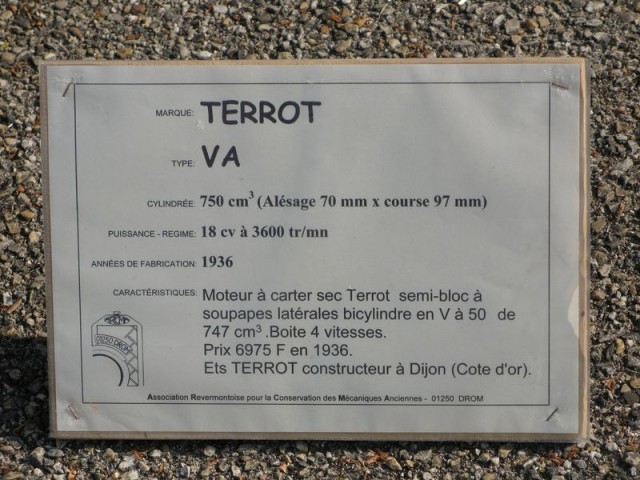 MARQUE: TERROT
TYPE: VA
CYLINDRÉE: 750 cm³ (Alésage 70 mm x course 97 mm)
PUISSANCE - REGIME: 18 cv à 3600 tr/mn
ANNÉES DE FABRICATION: 1936
CARACTÉRISTIQUES: Moteur à carter sec Terrot semi-bloc à
soupapes latérales bicylindre en V à 50 de
747 cm³ .Boite 4 vitesses.
Prix 6975 F en 1936.
Ets TERROT constructeur à Dijon (Cote d'or).
01250 DROM
Association Revermontoise pour la Conservation des Mécaniques Anciennes - 01250 DROM